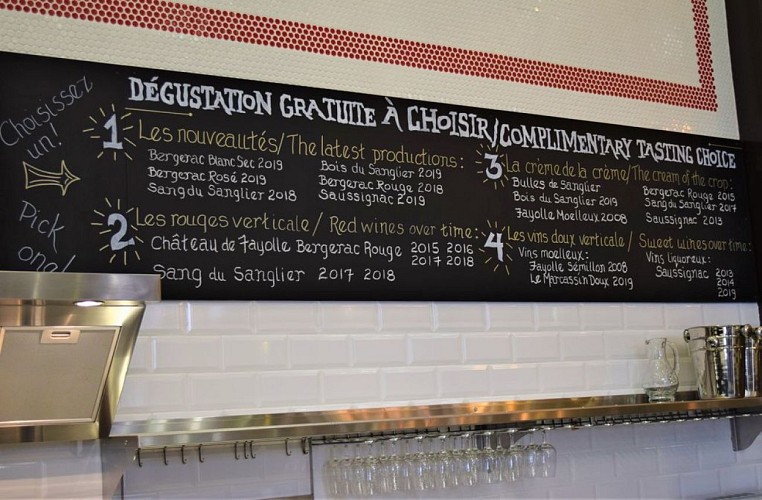 Choisissez
un!
Pick
one!
DÉGUSTATION GRATUITE À CHOISIR/COMPLIMENTARY TASTING CHOICE
1 Les nouveautés/The latest productions:
Bergerac Blanc Sec 2019
Bergerac Rosé 2019
Sang du Sanglier 2018
Bois du Sanglier 2019
Bergerac Rouge 2018
Saussignac 2019
2 Les rouges verticale/Red wines over time:
Château de Fayolle Bergerac Rouge 2015 2016
2017 2018
Sang du Sanglier 2017 2018
3 La crème de la crème/The cream of the crop:
Bulles de Sanglier
Bois du Sanglier 2019
Fayolle Moelleux 2008
Bergerac Rouge 2015
Sang du Sanglier 2017
Saussignac 2013
4 Les vins doux verticale/Sweet wines over time:
Vins moelleux:
Fayolle Sémillon 2008
Le Marcassin Doux 2019
Vins liquoreux:
Saussignac 2013
2014
2019